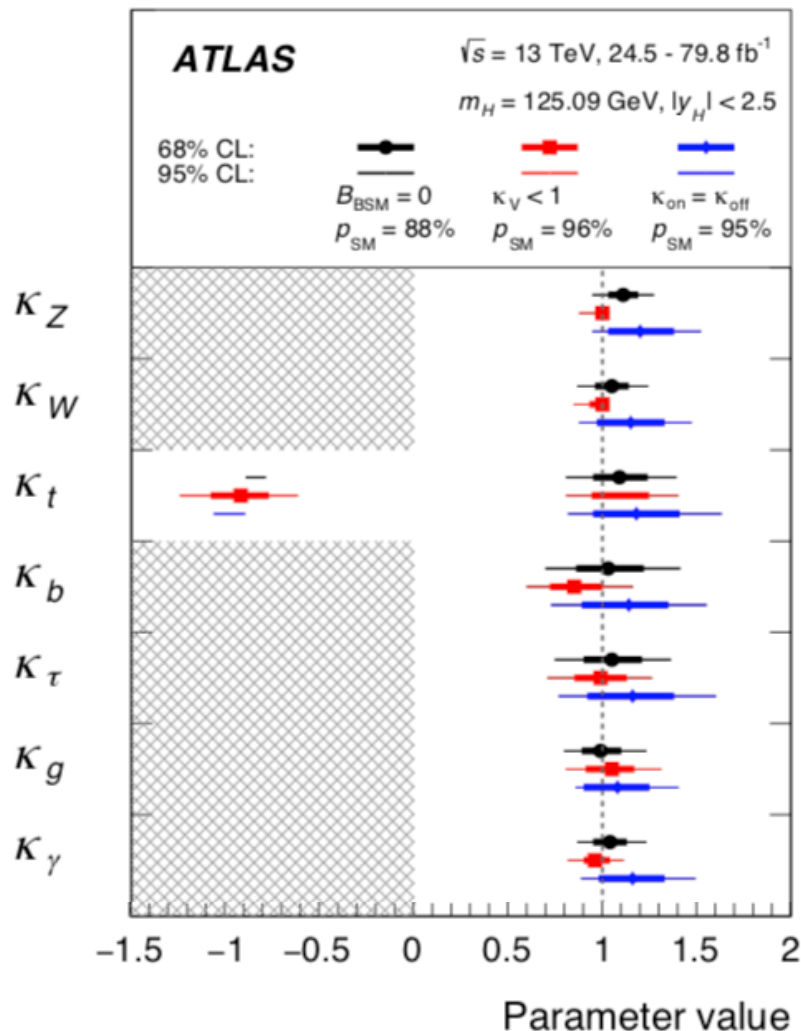 ATLAS
√s = 13 TeV, 24.5 - 79.8 fb⁻¹
m_H = 125.09 GeV, |y_H| < 2.5
68% CL:
95% CL:
B_BSM = 0 κ_V < 1 κ_on = κ_off
p_SM = 88% p_SM = 96% p_SM = 95%
κ_Z
κ_W
κ_t
κ_b
κ_τ
κ_g
κ_γ
−1.5 −1 −0.5 0 0.5 1 1.5 2
Parameter value